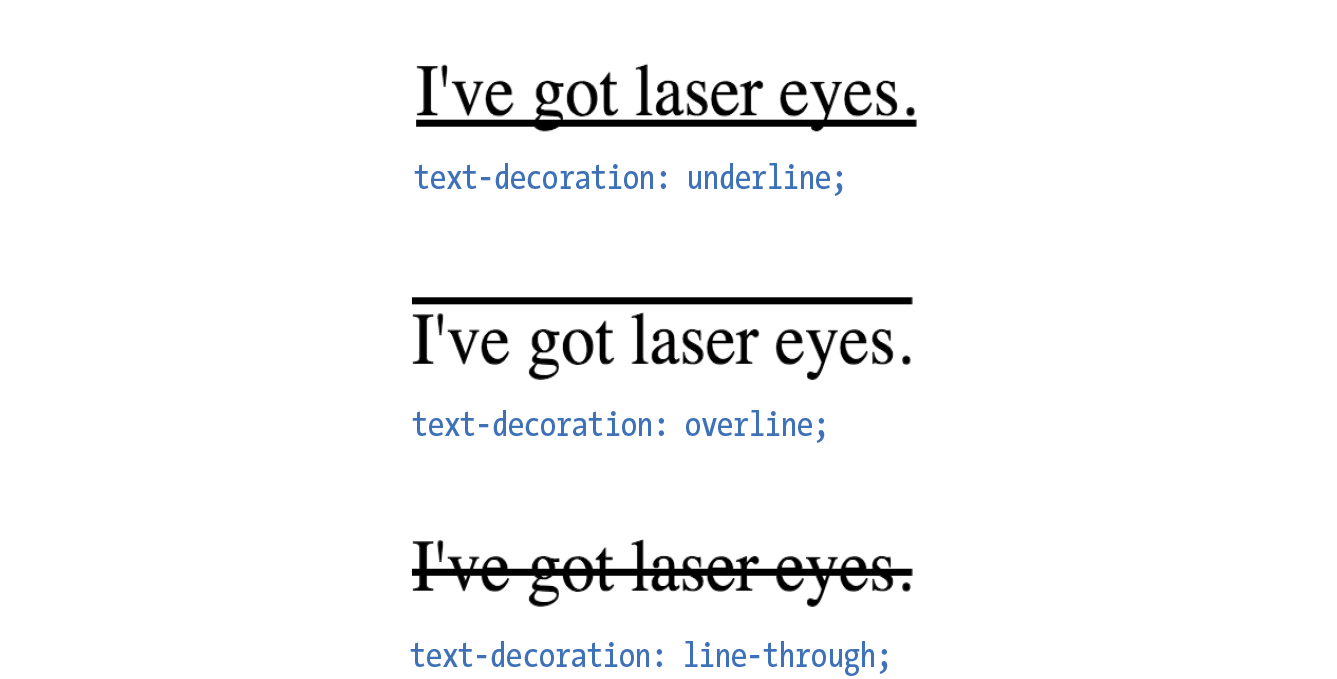 I've got laser eyes.
text-decoration: underline;
I've got laser eyes.
text-decoration: overline;
I've got laser eyes.
text-decoration: line-through;